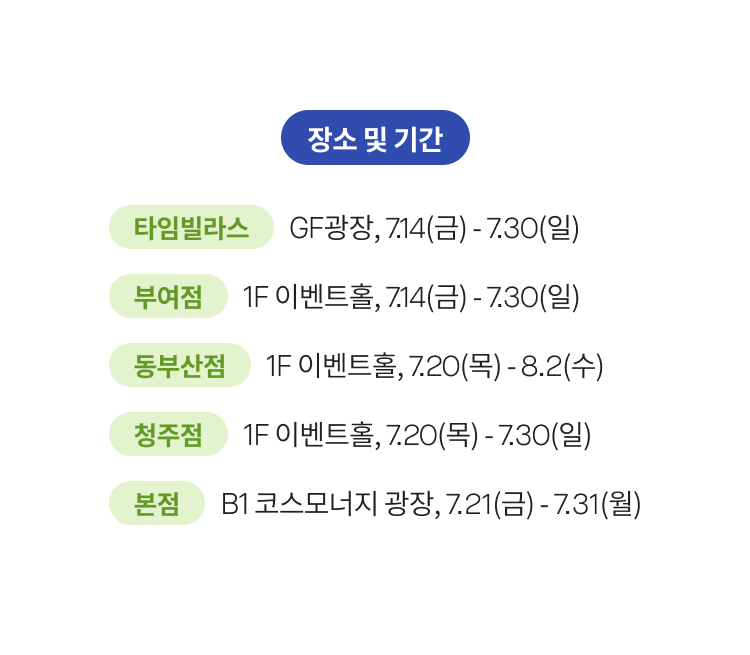 장소 및 기간
타임빌라스 GF광장, 7.14(금) - 7.30(일)
부여점 1F 이벤트홀, 7.14(금) - 7.30(일)
동부산점 1F 이벤트홀, 7.20(목) - 8.2(수)
청주점 1F 이벤트홀, 7.20(목) - 7.30(일)
본점 B1 코스모너지 광장, 7.21(금) - 7.31(월)